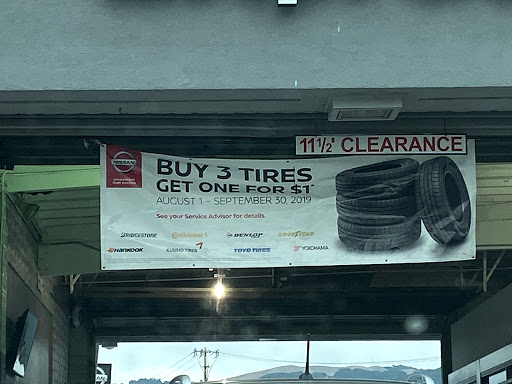 11 1/2' CLEARANCE
NISSAN
BUY 3 TIRES
GET ONE FOR $1*
AUGUST 1 – SEPTEMBER 30, 2019
See your Service Advisor for details.
BRIDGESTONE Continental DUNLOP GOODYEAR
HANKOOK KUMHO TIRES TOYO TIRES YOKOHAMA